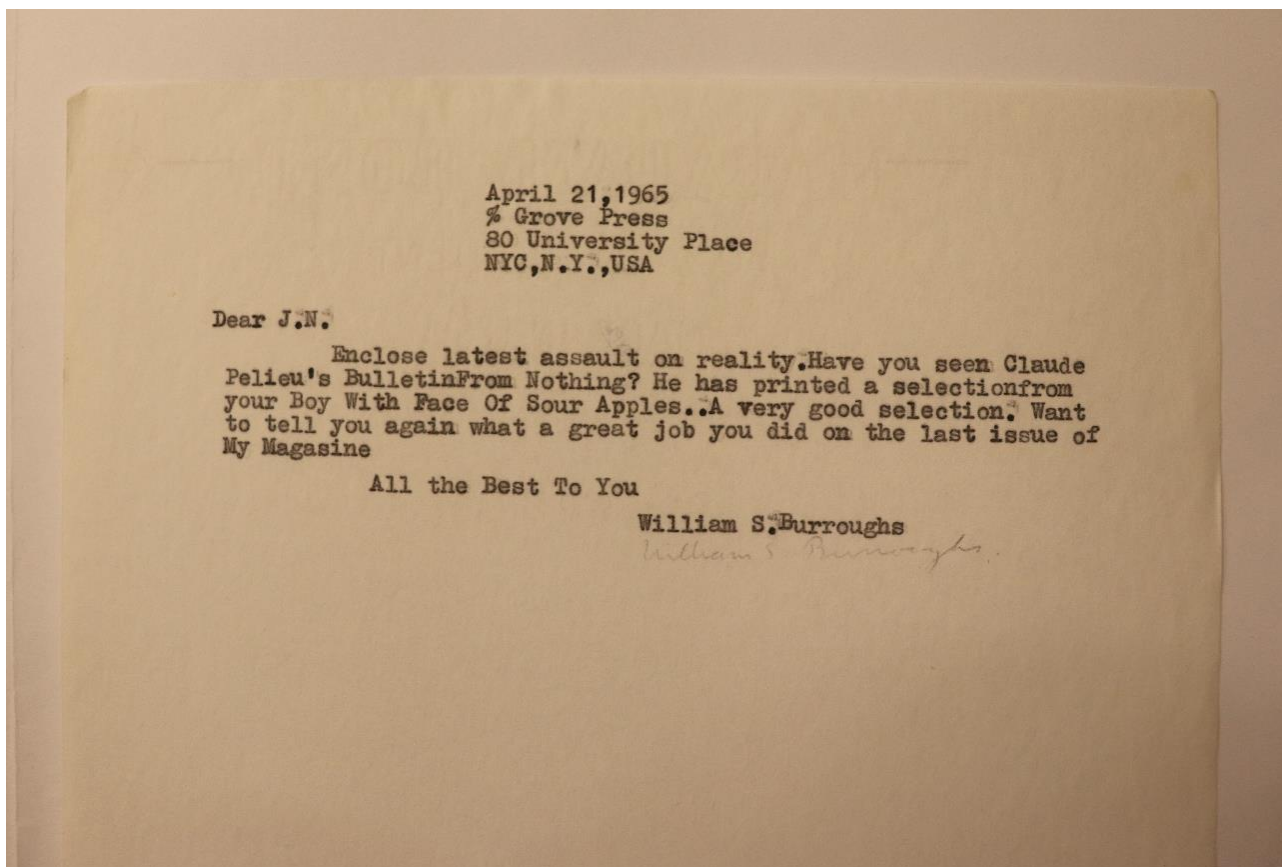 April 21,1965
% Grove Press
80 University Place
NYC,N.Y.,USA
Dear J.N.
Enclose latest assault on reality.Have you seen Claude
Pelieu's BulletinFrom Nothing? He has printed a selectionfrom
your Boy With Face Of Sour Apples..A very good selection. Want
to tell you again what a great job you did on the last issue of
My Magasine
All the Best To You
William S.Burroughs
William S. Burroughs.